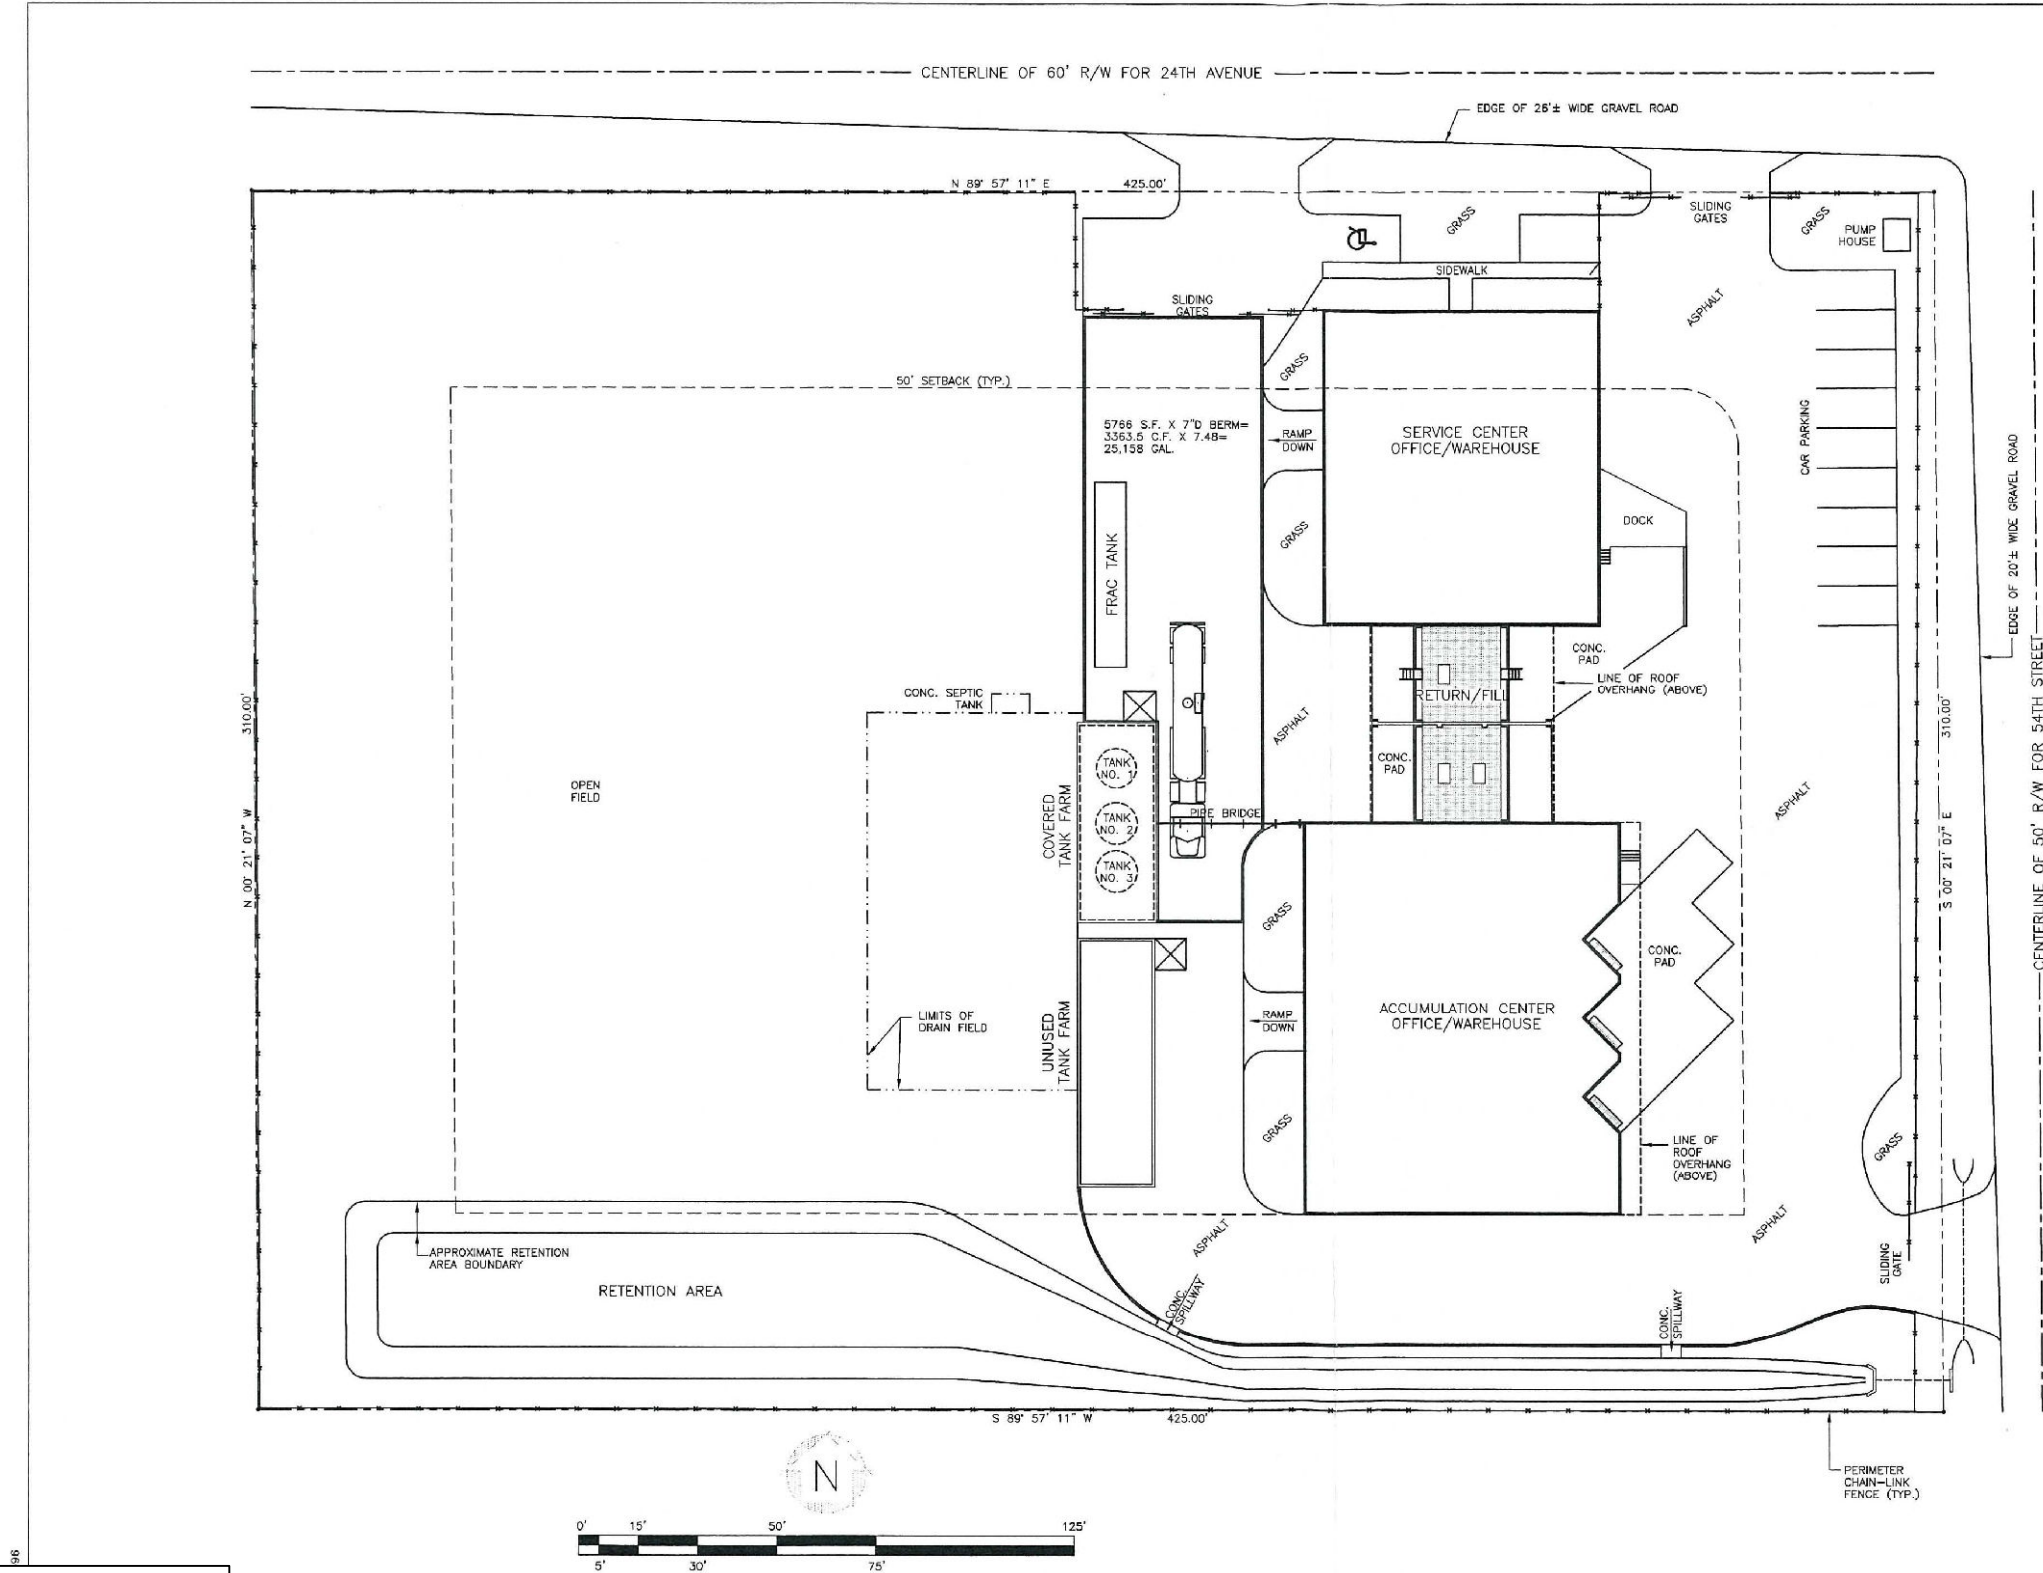 CENTERLINE OF 60' R/W FOR 24TH AVENUE
EDGE OF 26'± WIDE GRAVEL ROAD
N 89° 57' 11" E
425.00'
SLIDING
GATES
GRASS
GRASS
PUMP
HOUSE
SIDEWALK
SLIDING
GATES
ASPHALT
GRASS
50' SETBACK (TYP.)
5766 S.F. X 7"D BERM=
3363.5 C.F. X 7.48=
25,158 GAL.
RAMP
DOWN
SERVICE CENTER
OFFICE/WAREHOUSE
CAR PARKING
EDGE OF 20'± WIDE GRAVEL ROAD
GRASS
DOCK
FRAC TANK
CONC.
PAD
LINE OF ROOF
OVERHANG (ABOVE)
RETURN/FILL
CONC. SEPTIC
TANK
310.00'
N 00° 21' 07" W
ASPHALT
CONC.
PAD
TANK
NO. 1
TANK
NO. 2
TANK
NO. 3
COVERED
TANK FARM
OPEN
FIELD
PIPE BRIDGE
ASPHALT
310.00'
S 00° 21' 07" E
CENTERLINE OF 50' R/W FOR 54TH STREET
GRASS
CONC.
PAD
LIMITS OF
DRAIN FIELD
UNUSED
TANK FARM
RAMP
DOWN
ACCUMULATION CENTER
OFFICE/WAREHOUSE
GRASS
LINE OF
ROOF
OVERHANG
(ABOVE)
GRASS
ASPHALT
ASPHALT
APPROXIMATE RETENTION
AREA BOUNDARY
RETENTION AREA
SLIDING
GATE
CONC.
SPILLWAY
CONC.
SPILLWAY
S 89° 57' 11" W
425.00'
N
PERIMETER
CHAIN-LINK
FENCE (TYP.)
0' 15' 50' 125'
5' 30' 75'
96